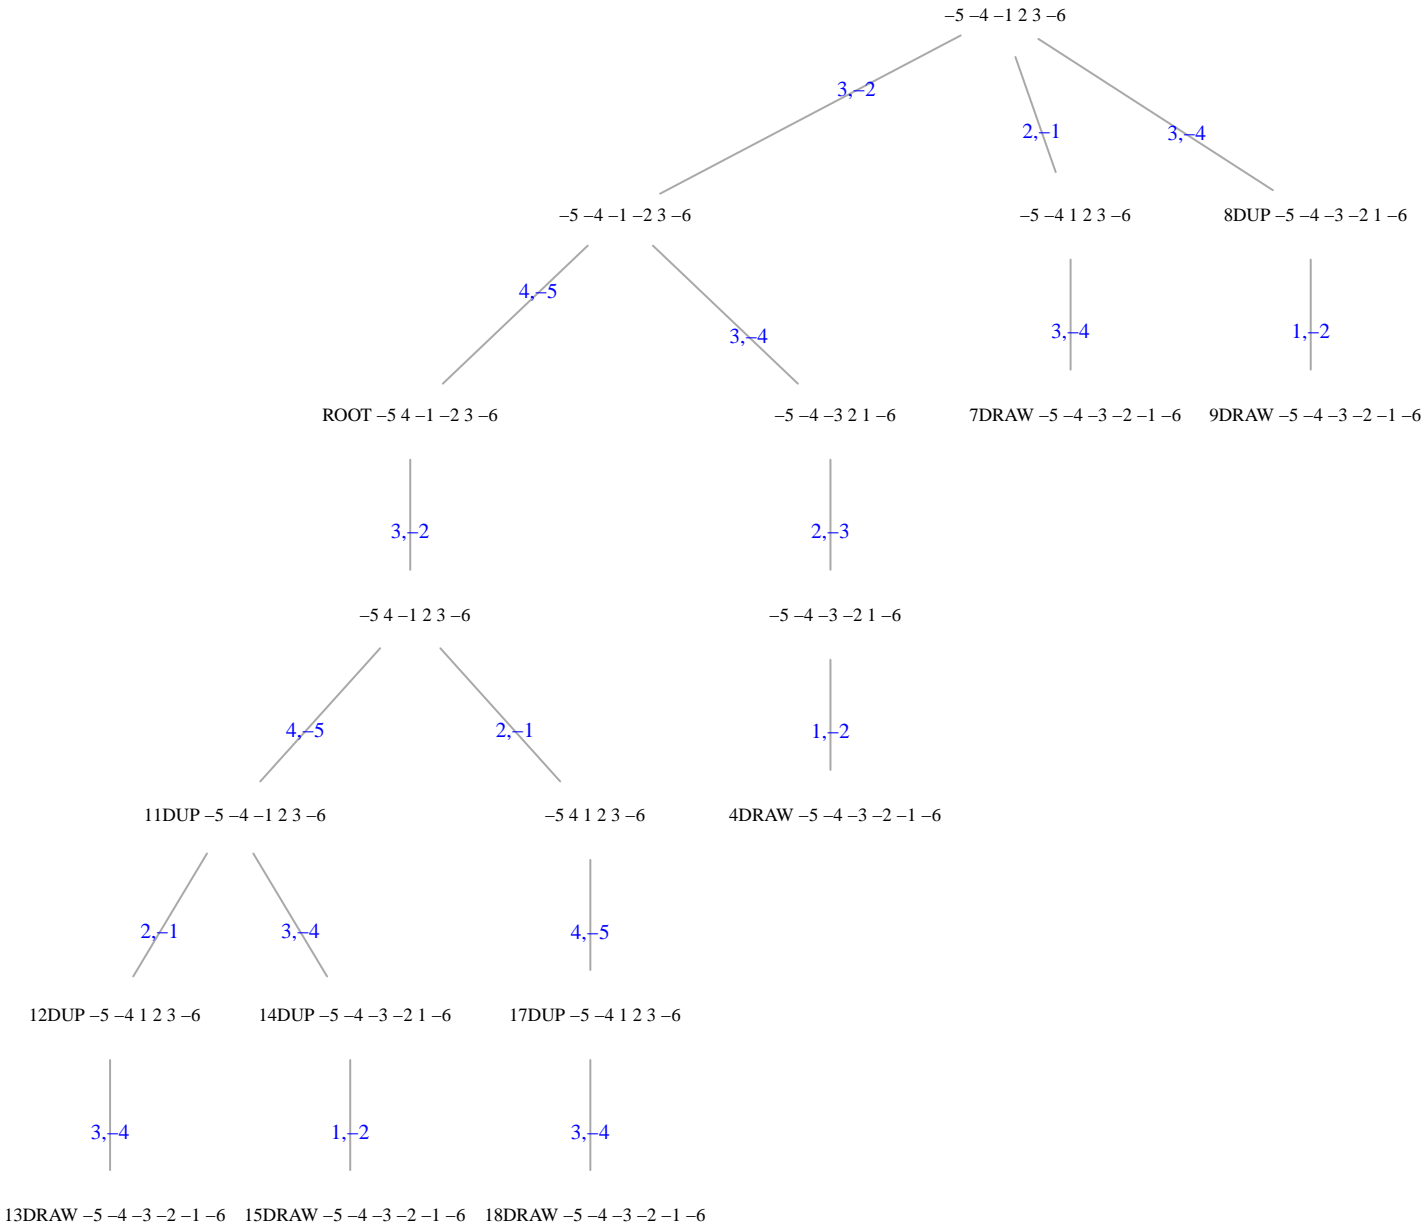 –5 –4 –1 2 3 –6
3,–2
2,–1
3,–4
–5 –4 –1 –2 3 –6
–5 –4 1 2 3 –6
8DUP –5 –4 –3 –2 1 –6
4,–5
3,–4
3,–4
1,–2
ROOT –5 4 –1 –2 3 –6
–5 –4 –3 2 1 –6
7DRAW –5 –4 –3 –2 –1 –6
9DRAW –5 –4 –3 –2 –1 –6
3,–2
2,–3
–5 4 –1 2 3 –6
–5 –4 –3 –2 1 –6
4,–5
2,–1
1,–2
11DUP –5 –4 –1 2 3 –6
–5 4 1 2 3 –6
4DRAW –5 –4 –3 –2 –1 –6
2,–1
3,–4
4,–5
12DUP –5 –4 1 2 3 –6
14DUP –5 –4 –3 –2 1 –6
17DUP –5 –4 1 2 3 –6
3,–4
1,–2
3,–4
13DRAW –5 –4 –3 –2 –1 –6
15DRAW –5 –4 –3 –2 –1 –6
18DRAW –5 –4 –3 –2 –1 –6